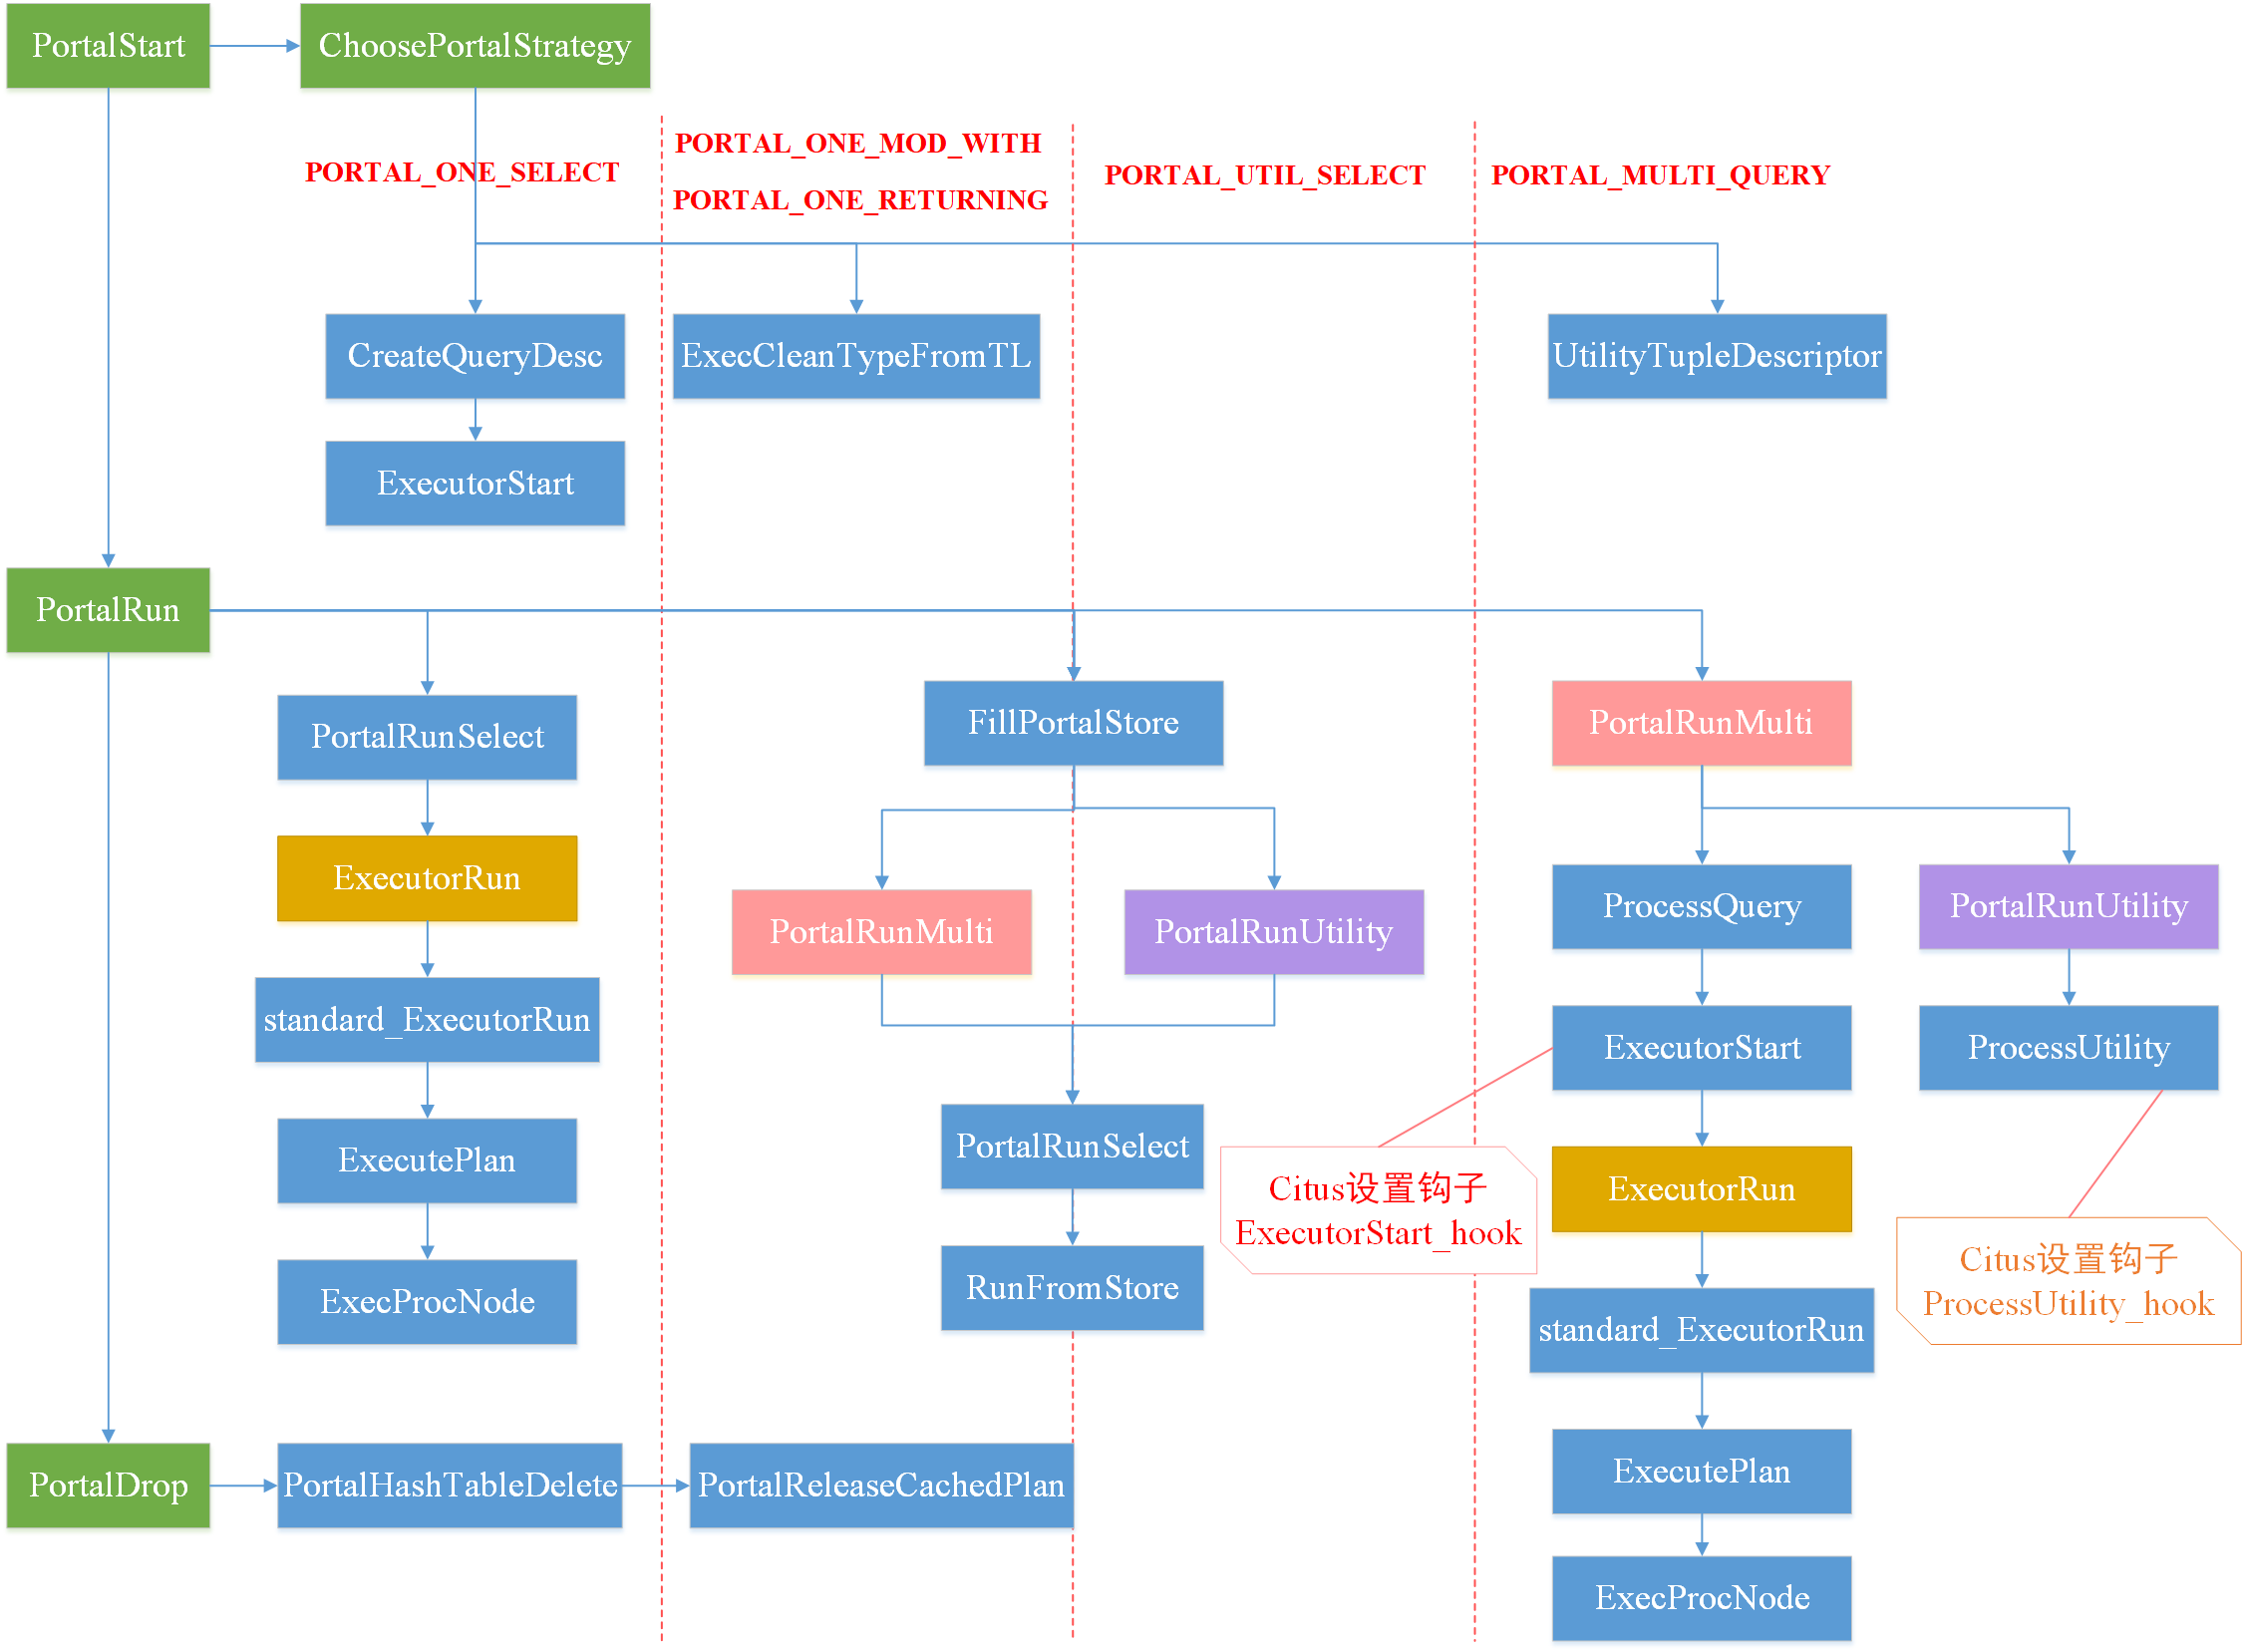 PortalStart
ChoosePortalStrategy
PORTAL_ONE_SELECT
PORTAL_ONE_MOD_WITH
PORTAL_ONE_RETURNING
PORTAL_UTIL_SELECT
PORTAL_MULTI_QUERY
CreateQueryDesc
ExecCleanTypeFromTL
UtilityTupleDescriptor
ExecutorStart
PortalRun
PortalRunSelect
FillPortalStore
PortalRunMulti
ExecutorRun
PortalRunMulti
PortalRunUtility
ProcessQuery
PortalRunUtility
standard_ExecutorRun
ExecutorStart
ProcessUtility
ExecutePlan
PortalRunSelect
Citus设置钩子
ExecutorStart_hook
ExecutorRun
Citus设置钩子
ProcessUtility_hook
ExecProcNode
RunFromStore
standard_ExecutorRun
PortalDrop
PortalHashTableDelete
PortalReleaseCachedPlan
ExecutePlan
ExecProcNode